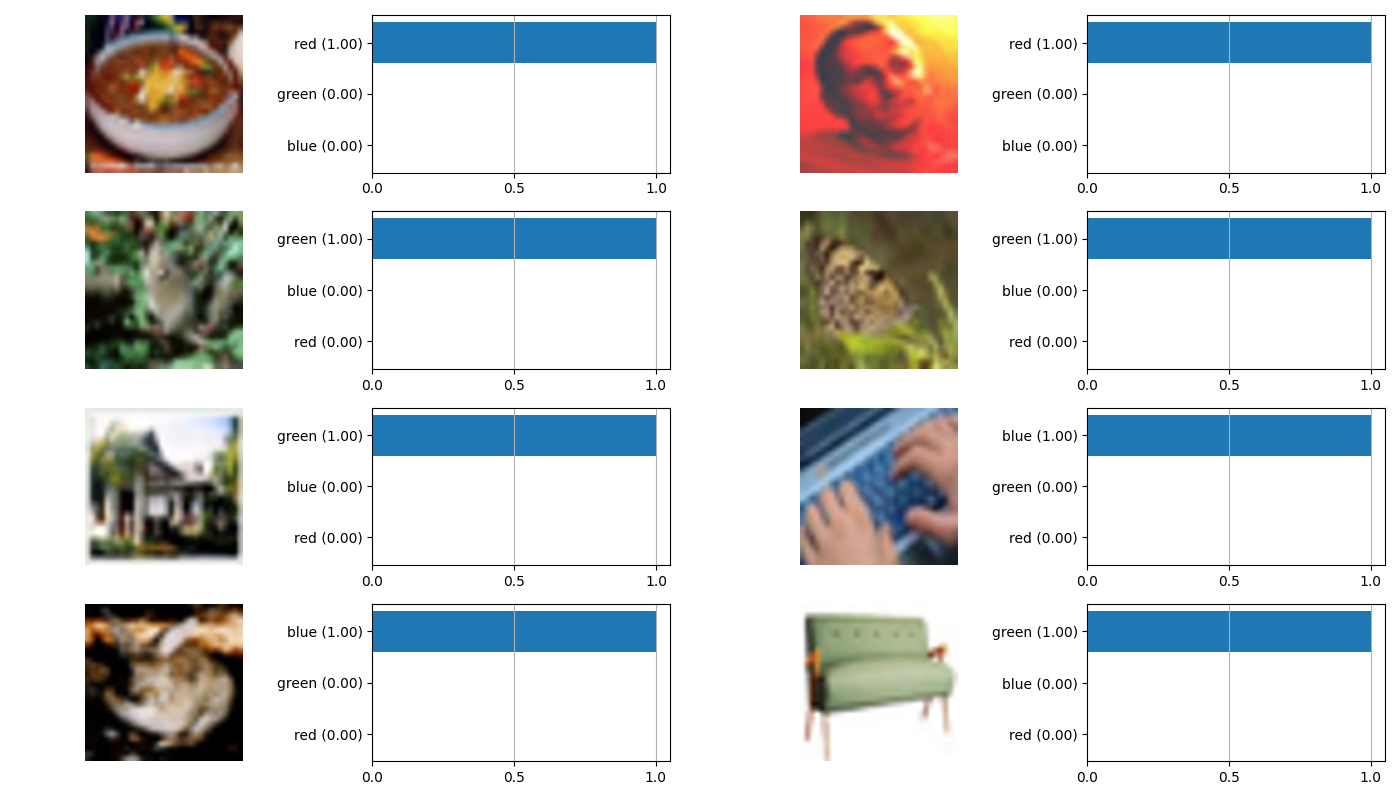 red (1.00)
green (0.00)
blue (0.00)
0.0 0.5 1.0
red (1.00)
green (0.00)
blue (0.00)
0.0 0.5 1.0
green (1.00)
blue (0.00)
red (0.00)
0.0 0.5 1.0
green (1.00)
blue (0.00)
red (0.00)
0.0 0.5 1.0
green (1.00)
blue (0.00)
red (0.00)
0.0 0.5 1.0
blue (1.00)
green (0.00)
red (0.00)
0.0 0.5 1.0
blue (1.00)
green (0.00)
red (0.00)
0.0 0.5 1.0
green (1.00)
blue (0.00)
red (0.00)
0.0 0.5 1.0